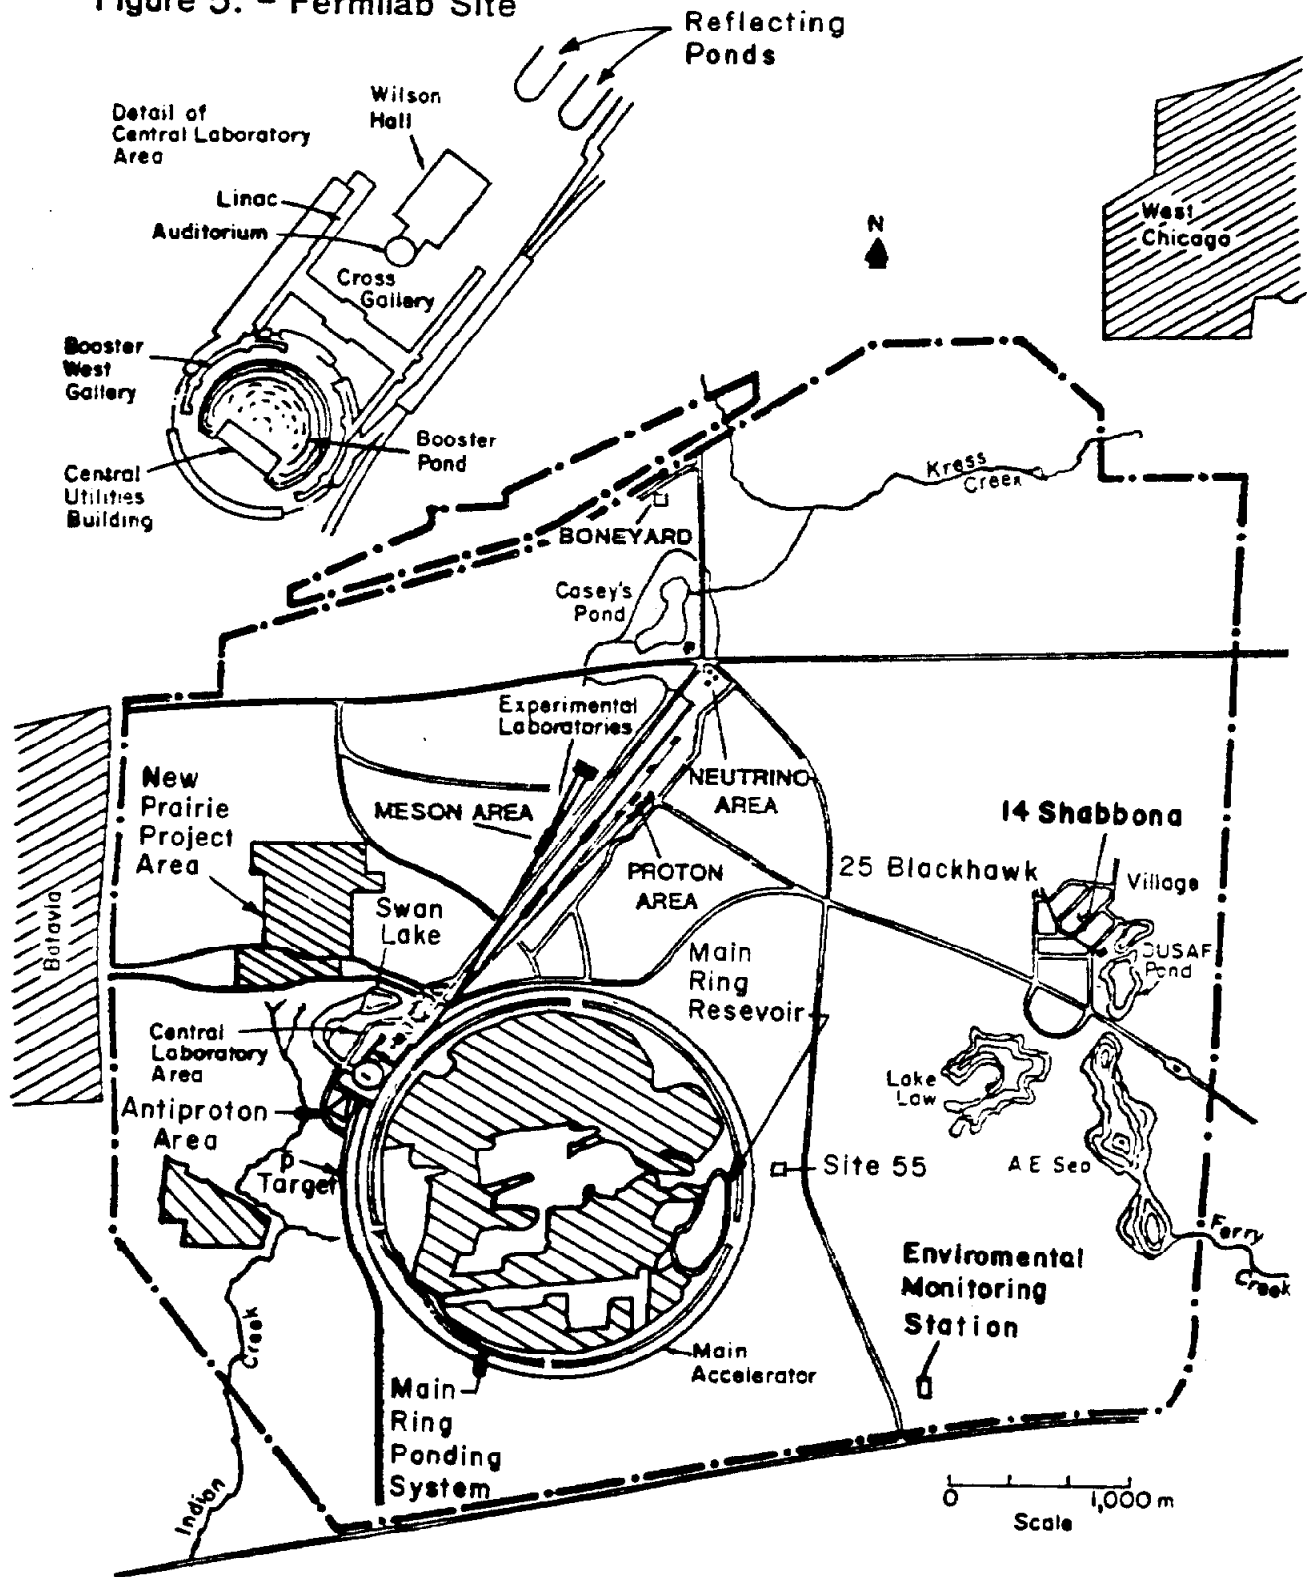 Figure 5. - Fermilab Site
Reflecting
Ponds
Wilson
Hall
Detail of
Central Laboratory
Area
Linac
Auditorium
Cross
Gallery
Booster
West
Gallery
Booster
Pond
Central
Utilities
Building
N
West
Chicago
Kress
Creek
BONEYARD
Casey's
Pond
Experimental
Laboratories
New
Prairie
Project
Area
MESON AREA
NEUTRINO
AREA
14 Shabbona
PROTON
AREA
25 Blackhawk
Village
Batavia
Swan
Lake
Main
Ring
Resevoir
DUSAF
Pond
Central
Laboratory
Area
Lake
Law
Antiproton
Area
p
Target
Site 55
A E Sea
Ferry
Creek
Enviromental
Monitoring
Station
Creek
Indian
Main
Accelerator
Main
Ring
Ponding
System
0 1,000 m
Scale